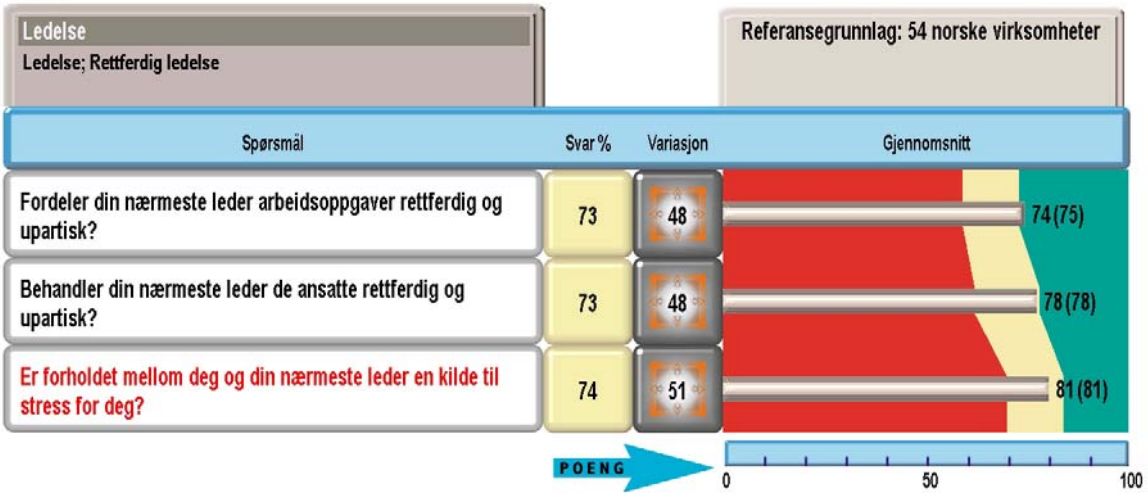 Ledelse
Ledelse; Rettferdig ledelse
Referansegrunnlag: 54 norske virksomheter
Spørsmål Svar % Variasjon Gjennomsnitt
Fordeler din nærmeste leder arbeidsoppgaver rettferdig og
upartisk?
73 48 74 (75)
Behandler din nærmeste leder de ansatte rettferdig og
upartisk?
73 48 78 (78)
Er forholdet mellom deg og din nærmeste leder en kilde til
stress for deg?
74 51 81 (81)
POENG
0 50 100